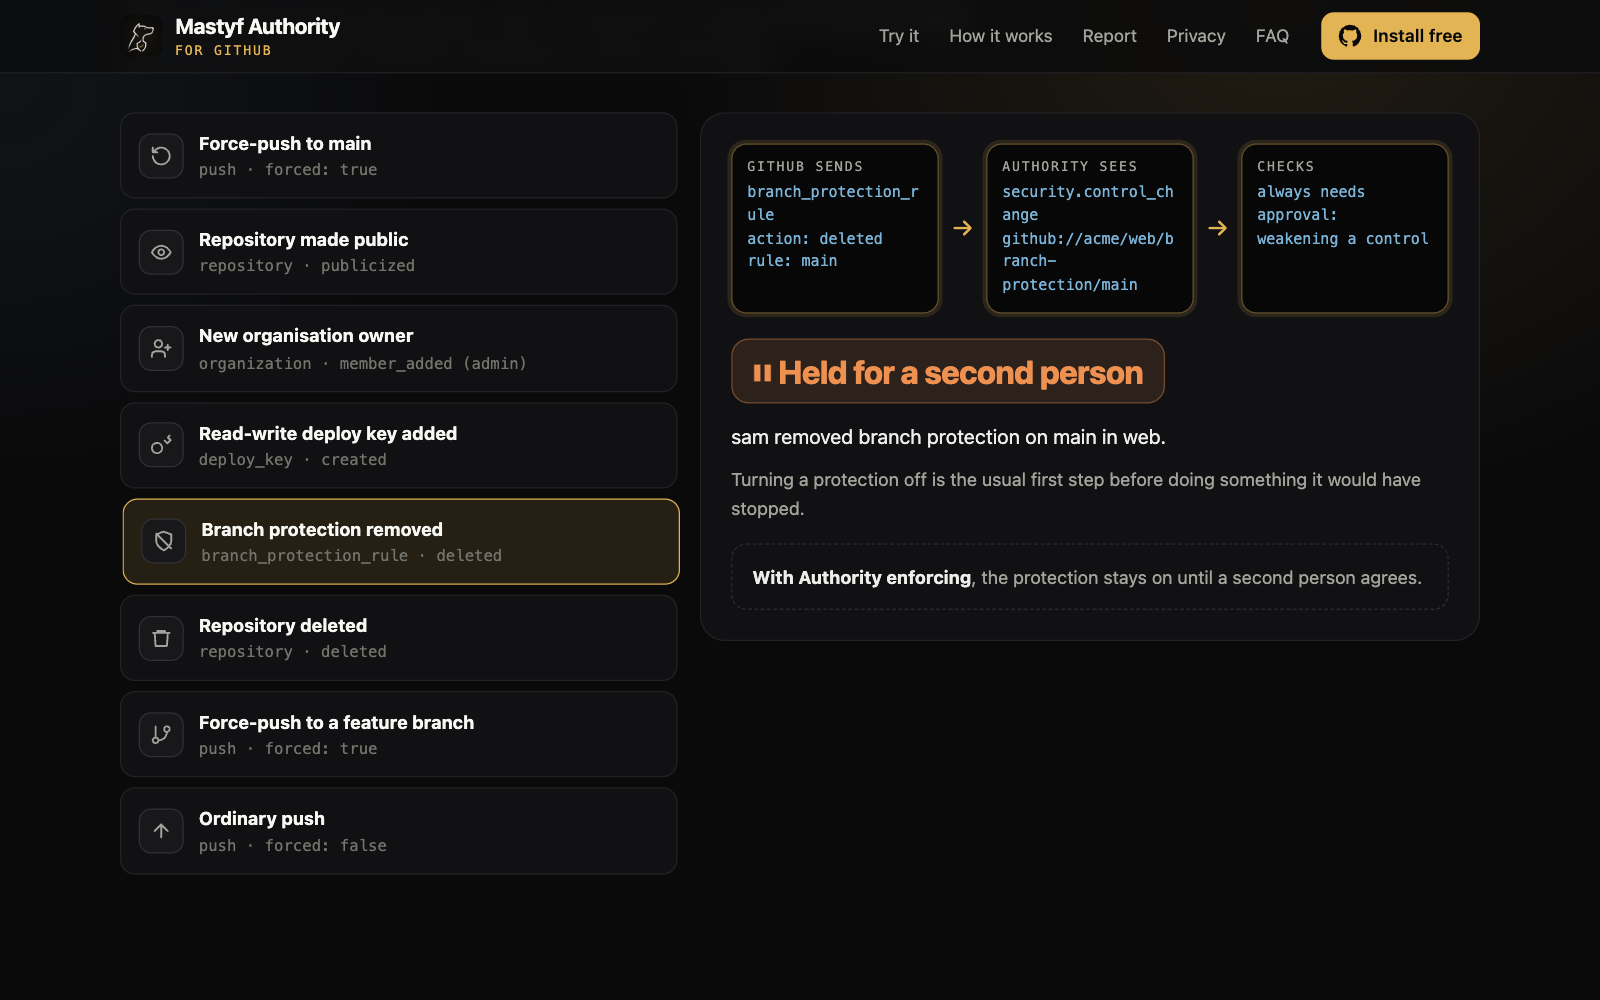 Mastyf Authority
FOR GITHUB
Try it
How it works
Report
Privacy
FAQ
Install free
Force-push to main
push · forced: true
Repository made public
repository · publicized
New organisation owner
organization · member_added (admin)
Read-write deploy key added
deploy_key · created
Branch protection removed
branch_protection_rule · deleted
Repository deleted
repository · deleted
Force-push to a feature branch
push · forced: true
Ordinary push
push · forced: false
GITHUB SENDS
branch_protection_r
ule
action: deleted
rule: main
AUTHORITY SEES
security.control_ch
ange
github://acme/web/b
ranch-
protection/main
CHECKS
always needs
approval:
weakening a control
Held for a second person
sam removed branch protection on main in web.
Turning a protection off is the usual first step before doing something it would have
stopped.
With Authority enforcing, the protection stays on until a second person agrees.